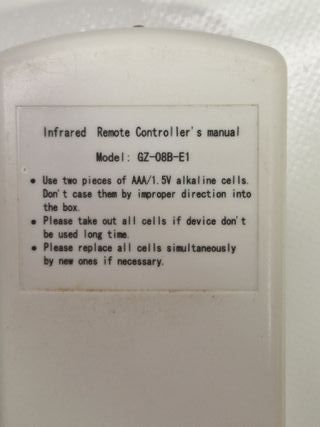 Infrared Remote Controller's manual
Model: GZ-08B-E1
● Use two pieces of AAA/1.5V alkaline cells.
Don't case them by improper direction into
the box.
● Please take out all cells if device don't
be used long time.
● Please replace all cells simultaneously
by new ones if necessary.